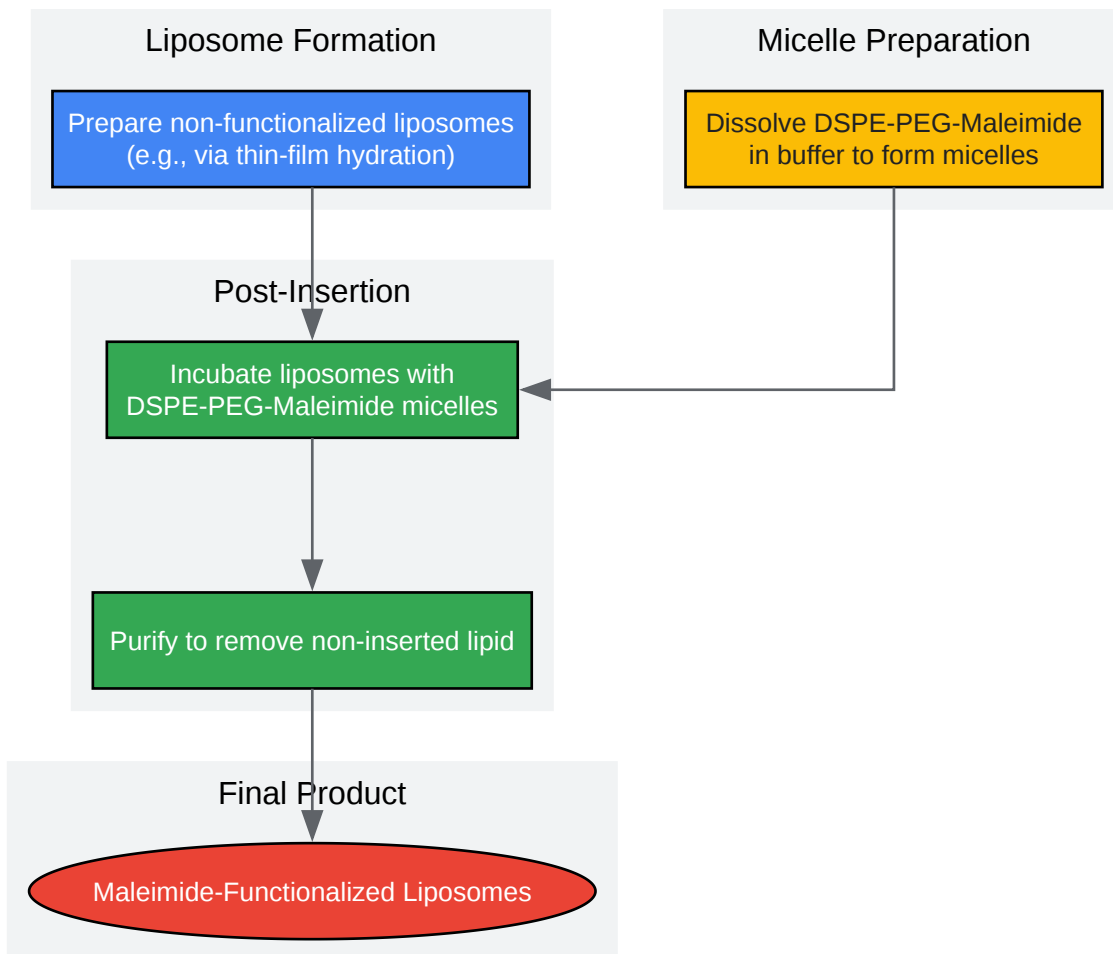 Liposome Formation
Prepare non-functionalized liposomes
(e.g., via thin-film hydration)
Micelle Preparation
Dissolve DSPE-PEG-Maleimide
in buffer to form micelles
Post-Insertion
Incubate liposomes with
DSPE-PEG-Maleimide micelles
Purify to remove non-inserted lipid
Final Product
Maleimide-Functionalized Liposomes